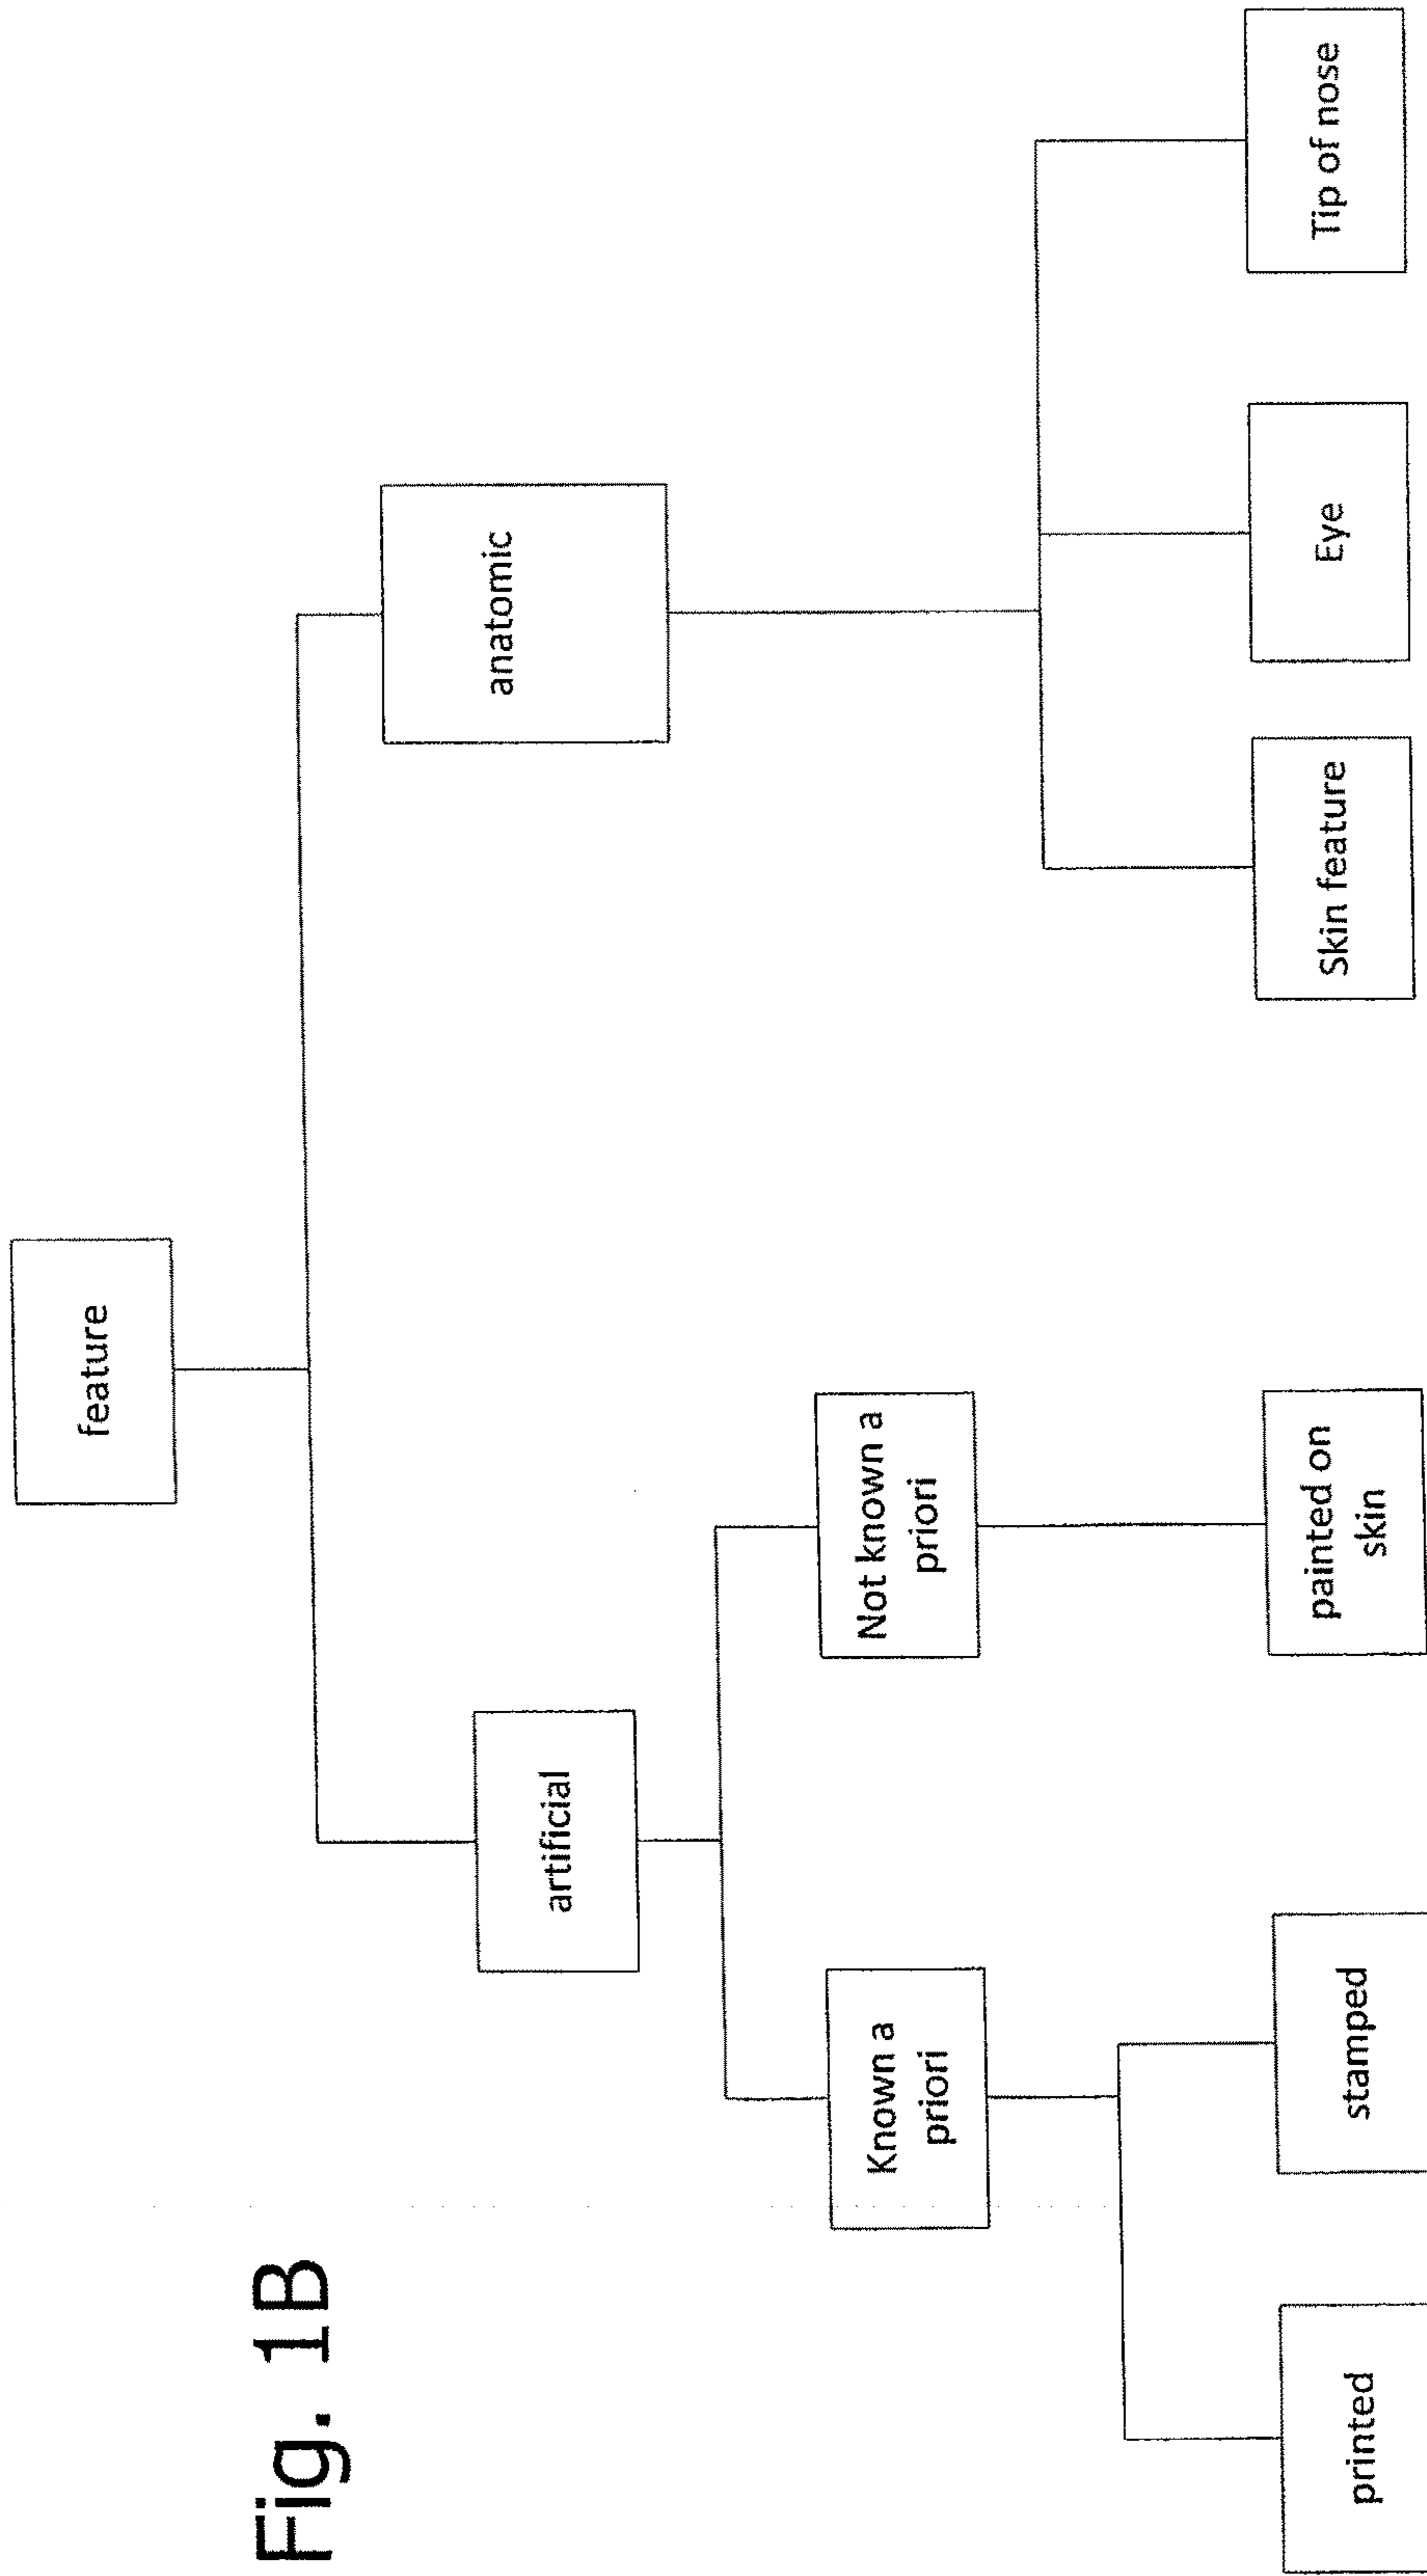 Fig. 1B
feature
artificial
anatomic
Known a
priori
Not known a
priori
printed
stamped
painted on
skin
Skin feature
Eye
Tip of nose